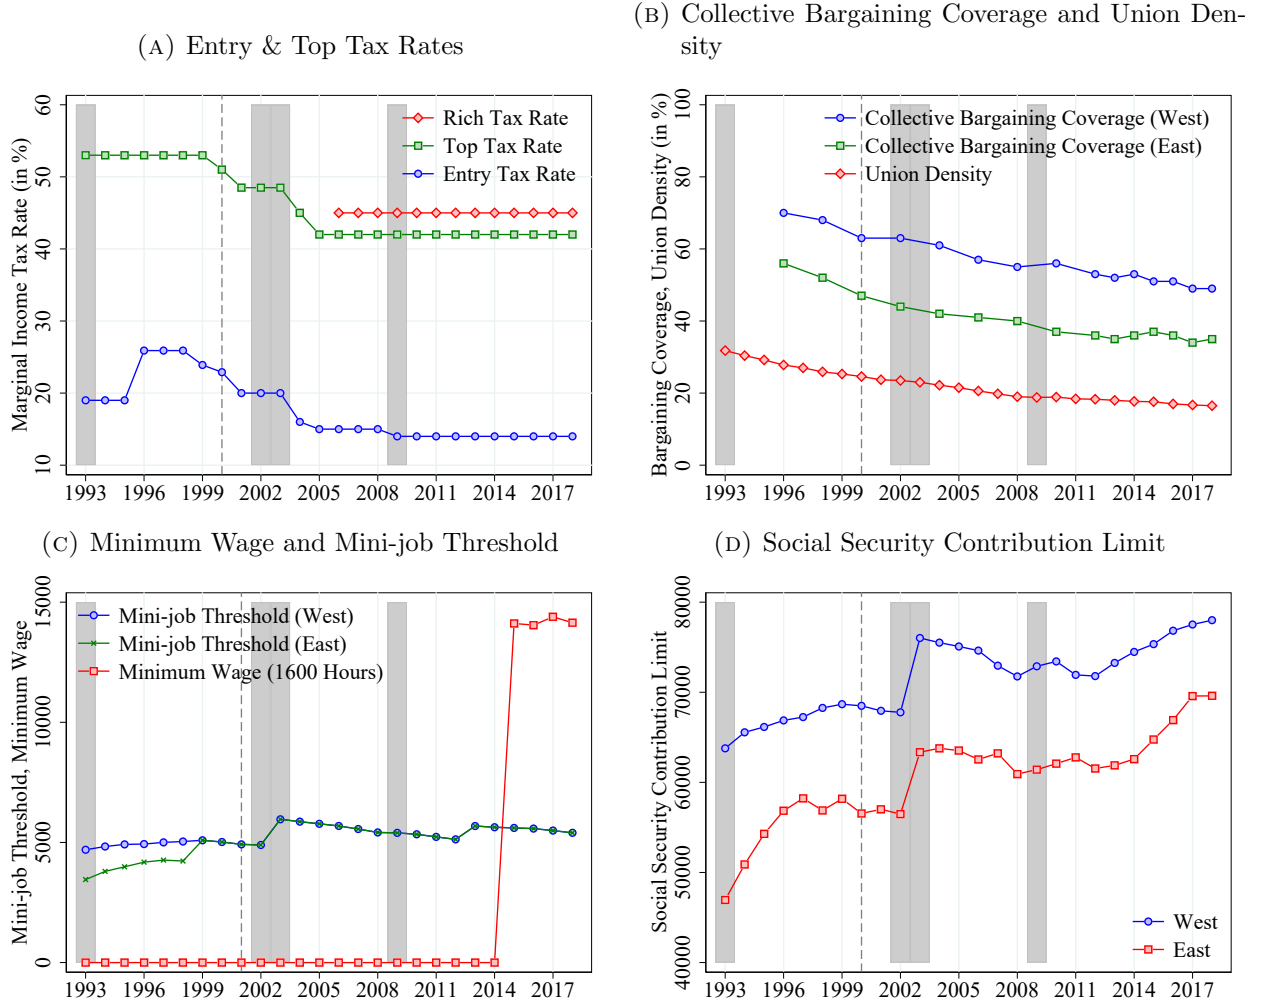 (A) Entry & Top Tax Rates
Marginal Income Tax Rate (in %)
60
50
40
30
20
10
Rich Tax Rate
Top Tax Rate
Entry Tax Rate
1993 1996 1999 2002 2005 2008 2011 2014 2017
(B) Collective Bargaining Coverage and Union Den-
sity
Bargaining Coverage, Union Density (in %)
100
80
60
40
20
0
Collective Bargaining Coverage (West)
Collective Bargaining Coverage (East)
Union Density
1993 1996 1999 2002 2005 2008 2011 2014 2017
(C) Minimum Wage and Mini-job Threshold
Mini-job Threshold, Minimum Wage
15000
10000
5000
0
Mini-job Threshold (West)
Mini-job Threshold (East)
Minimum Wage (1600 Hours)
1993 1996 1999 2002 2005 2008 2011 2014 2017
(D) Social Security Contribution Limit
Social Security Contribution Limit
80000
70000
60000
50000
40000
West
East
1993 1996 1999 2002 2005 2008 2011 2014 2017